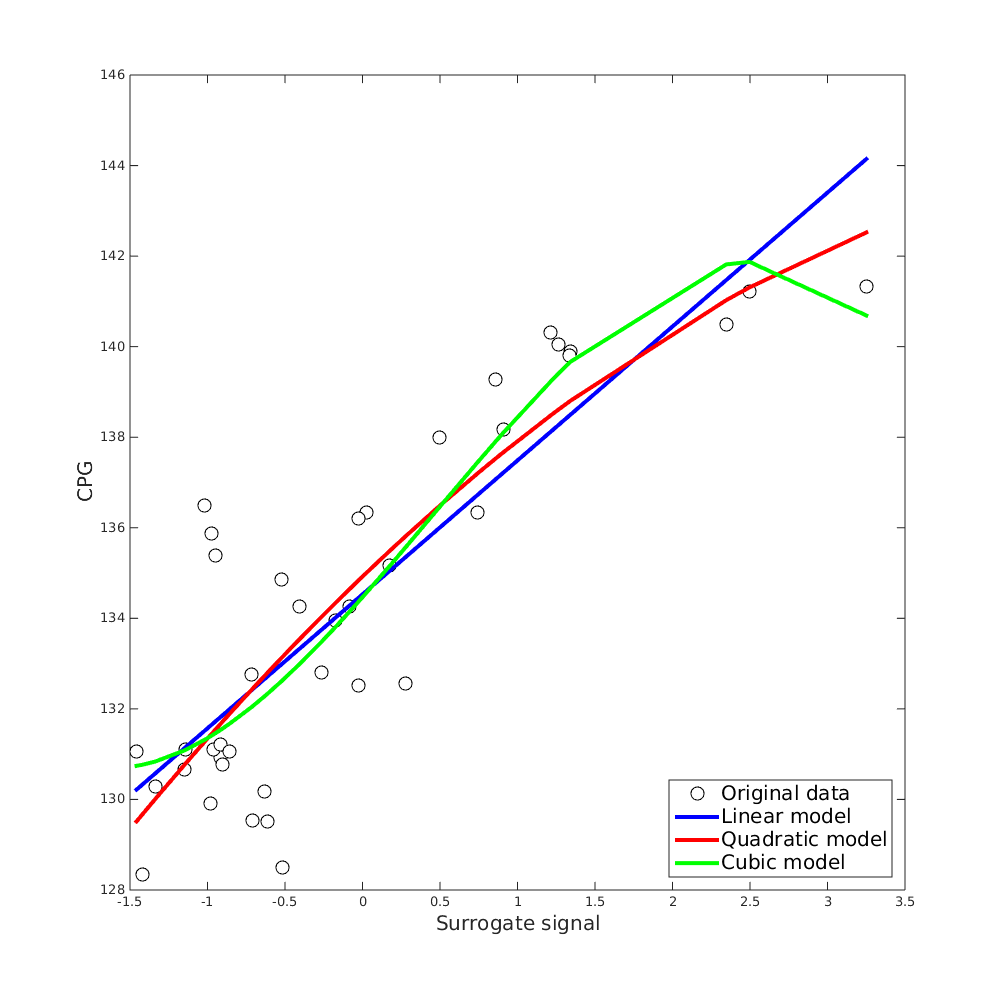 146
144
142
140
138
136
134
132
130
128
CPG
-1.5 -1 -0.5 0 0.5 1 1.5 2 2.5 3 3.5
Surrogate signal
Original data
Linear model
Quadratic model
Cubic model